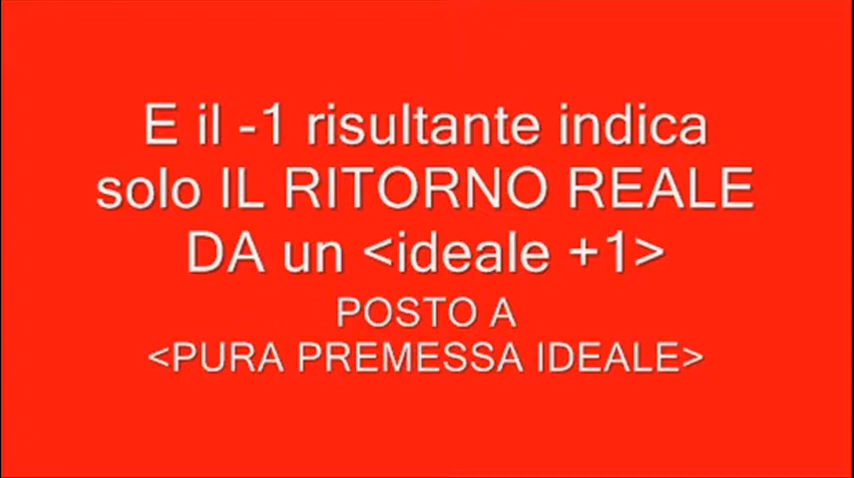 E il -1 risultante indica
solo IL RITORNO REALE
DA un <ideale +1>
POSTO A
<PURA PREMESSA IDEALE>